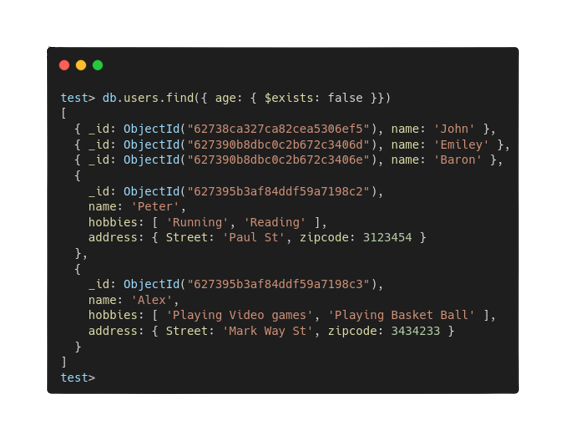 test> db.users.find({ age: { $exists: false }})
[
  { _id: ObjectId("62738ca327ca82cea5306ef5"), name: 'John' },
  { _id: ObjectId("627390b8dbc0c2b672c3406d"), name: 'Emiley' },
  { _id: ObjectId("627390b8dbc0c2b672c3406e"), name: 'Baron' },
  {
    _id: ObjectId("627395b3af84ddf59a7198c2"),
    name: 'Peter',
    hobbies: [ 'Running', 'Reading' ],
    address: { Street: 'Paul St', zipcode: 3123454 }
  },
  {
    _id: ObjectId("627395b3af84ddf59a7198c3"),
    name: 'Alex',
    hobbies: [ 'Playing Video games', 'Playing Basket Ball' ],
    address: { Street: 'Mark Way St', zipcode: 3434233 }
  }
]
test>